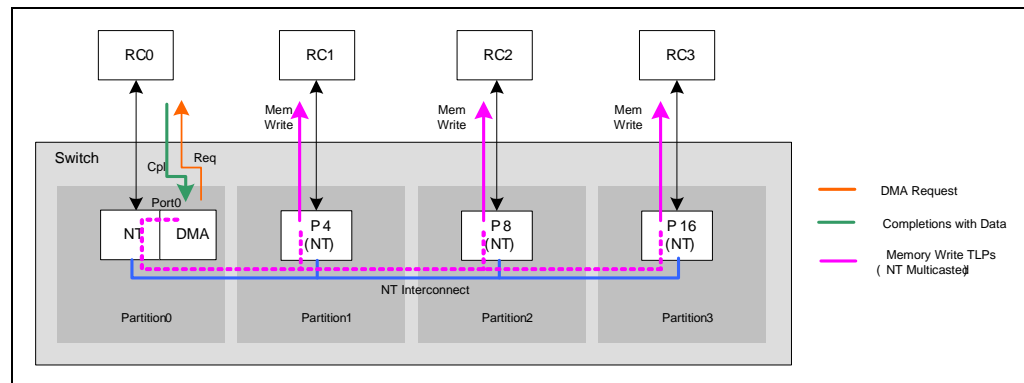 RC0
RC1
RC2
RC3
Mem
Write
Mem
Write
Mem
Write
Switch
Cpl
Req
Port0
NT
DMA
P 4
(NT)
P 8
(NT)
P 16
(NT)
NT Interconnect
Partition0
Partition1
Partition2
Partition3
DMA Request
Completions with Data
Memory Write TLPs
( NT Multicasted)